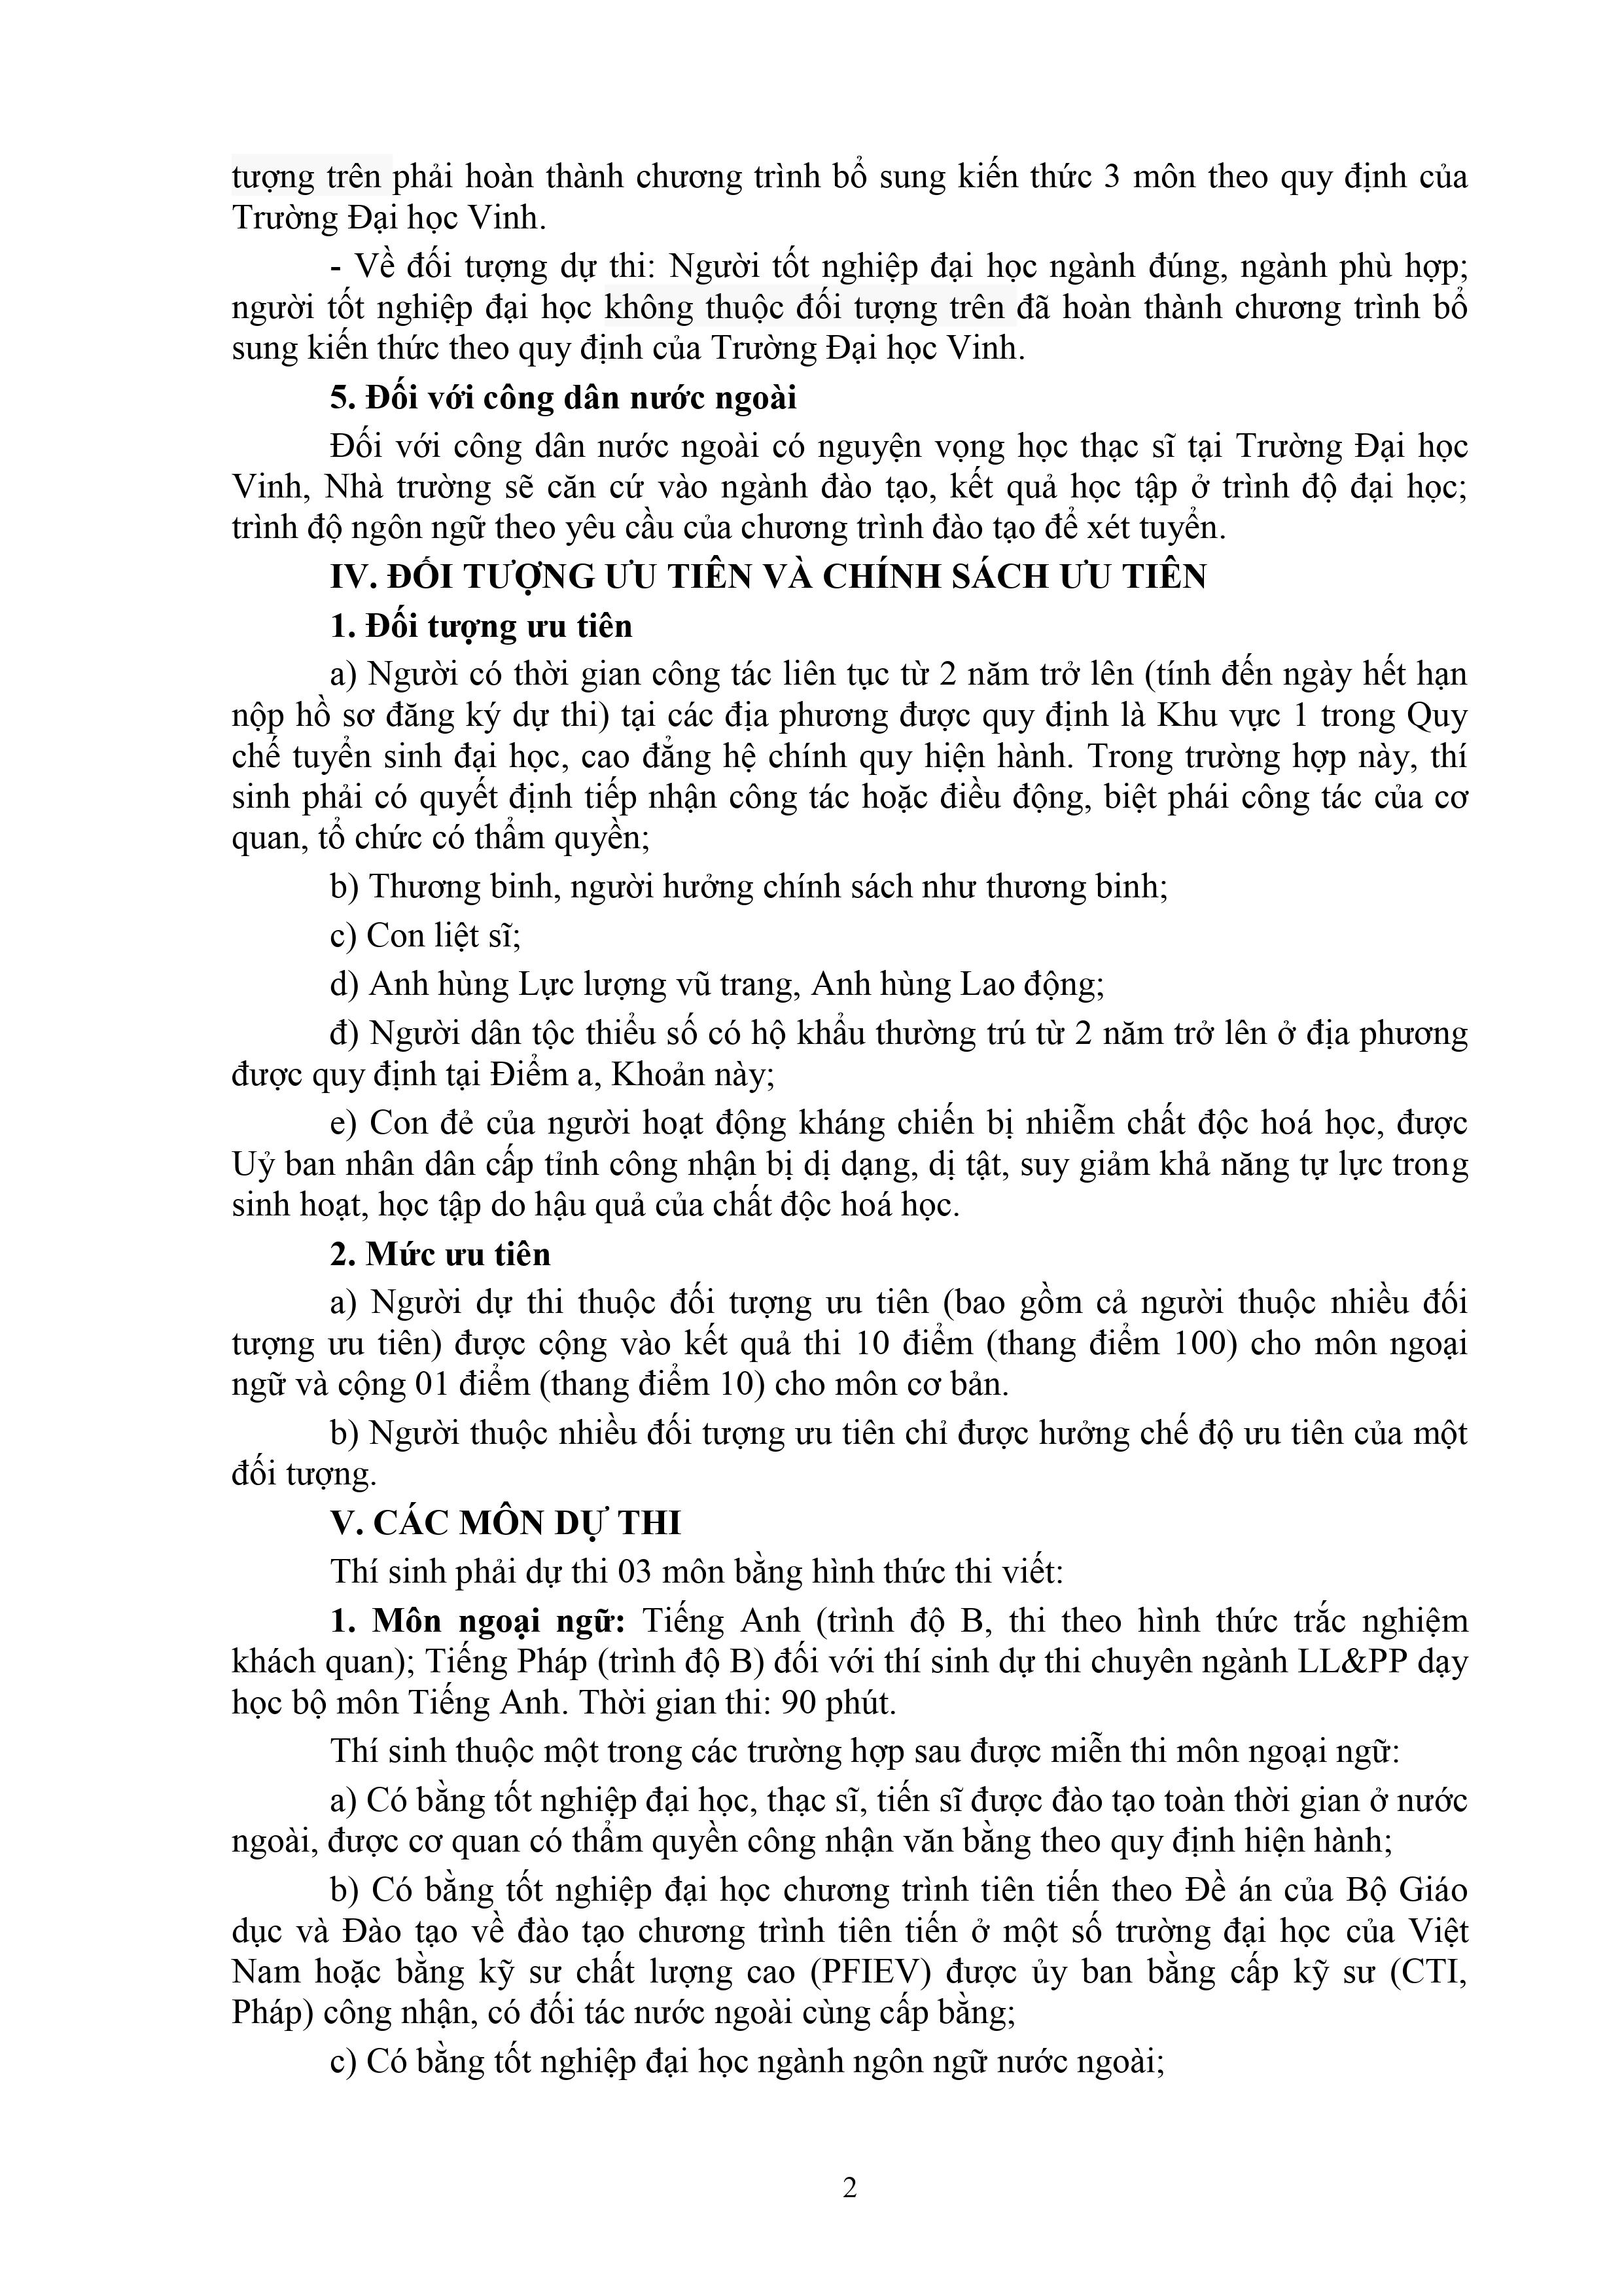 tượng trên phải hoàn thành chương trình bổ sung kiến thức 3 môn theo quy định của
Trường Đại học Vinh.
- Về đối tượng dự thi: Người tốt nghiệp đại học ngành đúng, ngành phù hợp;
người tốt nghiệp đại học không thuộc đối tượng trên đã hoàn thành chương trình bổ
sung kiến thức theo quy định của Trường Đại học Vinh.
5. Đối với công dân nước ngoài
Đối với công dân nước ngoài có nguyện vọng học thạc sĩ tại Trường Đại học
Vinh, Nhà trường sẽ căn cứ vào ngành đào tạo, kết quả học tập ở trình độ đại học;
trình độ ngôn ngữ theo yêu cầu của chương trình đào tạo để xét tuyển.
IV. ĐỐI TƯỢNG ƯU TIÊN VÀ CHÍNH SÁCH ƯU TIÊN
1. Đối tượng ưu tiên
a) Người có thời gian công tác liên tục từ 2 năm trở lên (tính đến ngày hết hạn
nộp hồ sơ đăng ký dự thi) tại các địa phương được quy định là Khu vực 1 trong Quy
chế tuyển sinh đại học, cao đẳng hệ chính quy hiện hành. Trong trường hợp này, thí
sinh phải có quyết định tiếp nhận công tác hoặc điều động, biệt phái công tác của cơ
quan, tổ chức có thẩm quyền;
b) Thương binh, người hưởng chính sách như thương binh;
c) Con liệt sĩ;
d) Anh hùng Lực lượng vũ trang, Anh hùng Lao động;
đ) Người dân tộc thiểu số có hộ khẩu thường trú từ 2 năm trở lên ở địa phương
được quy định tại Điểm a, Khoản này;
e) Con đẻ của người hoạt động kháng chiến bị nhiễm chất độc hoá học, được
Uỷ ban nhân dân cấp tỉnh công nhận bị dị dạng, dị tật, suy giảm khả năng tự lực trong
sinh hoạt, học tập do hậu quả của chất độc hoá học.
2. Mức ưu tiên
a) Người dự thi thuộc đối tượng ưu tiên (bao gồm cả người thuộc nhiều đối
tượng ưu tiên) được cộng vào kết quả thi 10 điểm (thang điểm 100) cho môn ngoại
ngữ và cộng 01 điểm (thang điểm 10) cho môn cơ bản.
b) Người thuộc nhiều đối tượng ưu tiên chỉ được hưởng chế độ ưu tiên của một
đối tượng.
V. CÁC MÔN DỰ THI
Thí sinh phải dự thi 03 môn bằng hình thức thi viết:
1. Môn ngoại ngữ: Tiếng Anh (trình độ B, thi theo hình thức trắc nghiệm
khách quan); Tiếng Pháp (trình độ B) đối với thí sinh dự thi chuyên ngành LL&PP dạy
học bộ môn Tiếng Anh. Thời gian thi: 90 phút.
Thí sinh thuộc một trong các trường hợp sau được miễn thi môn ngoại ngữ:
a) Có bằng tốt nghiệp đại học, thạc sĩ, tiến sĩ được đào tạo toàn thời gian ở nước
ngoài, được cơ quan có thẩm quyền công nhận văn bằng theo quy định hiện hành;
b) Có bằng tốt nghiệp đại học chương trình tiên tiến theo Đề án của Bộ Giáo
dục và Đào tạo về đào tạo chương trình tiên tiến ở một số trường đại học của Việt
Nam hoặc bằng kỹ sư chất lượng cao (PFIEV) được ủy ban bằng cấp kỹ sư (CTI,
Pháp) công nhận, có đối tác nước ngoài cùng cấp bằng;
c) Có bằng tốt nghiệp đại học ngành ngôn ngữ nước ngoài;
2